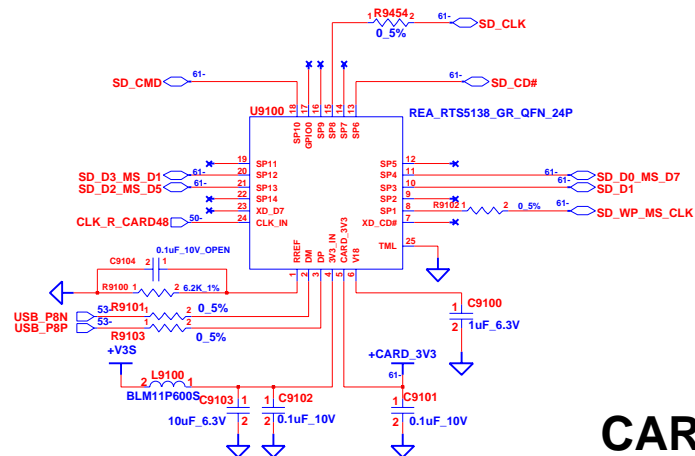 R9454
1 2
61- SD_CLK
0_5%
SD_CMD 61-
61- SD_CD#
U9100
REA_RTS5138_GR_QFN_24P
18 17 16 15 14 13
SP10 GPIO0 SP9 SP8 SP7 SP6
19 SP11
SP5 12
SD_D3_MS_D1 61- 20 SP12
SP4 11 61- SD_D0_MS_D7
SD_D2_MS_D5 61- 21 SP13
SP3 10 61- SD_D1
22 SP14
SP2 9
23 XD_D7
SP1 8 R9102 1 2 0_5% 61- SD_WP_MS_CLK
CLK_R_CARD48 50- 24 CLK_IN
XD_CD# 7
TML 25
RREF DM DP 3V3_IN CARD_3V3 V18
1 2 3 4 5 6
0.1uF_10V_OPEN
C9104 2 1
R9100 1 2 6.2K_1%
USB_P8N 53- R9101 1 2 0_5%
USB_P8P 53- 1 2
R9103 0_5%
C9100
1
2 1uF_6.3V
+V3S
+CARD_3V3
61-
L9100
2 1
BLM11P600S
C9103 1 2
10uF_6.3V
C9102 1 2
0.1uF_10V
C9101
1
2 0.1uF_10V
CAR